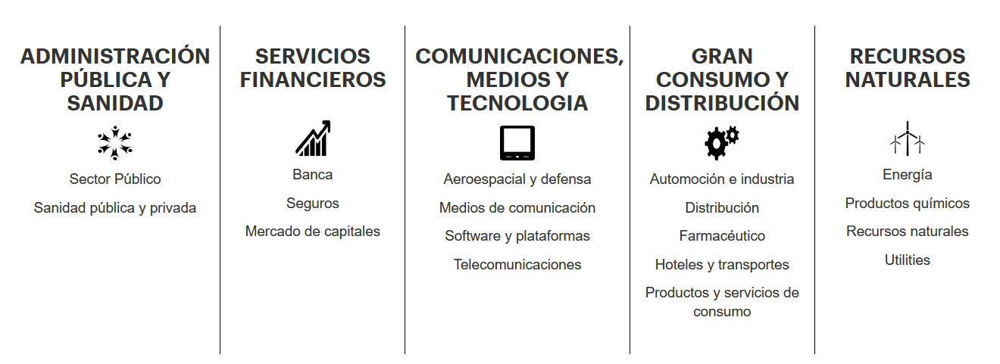 ADMINISTRACIÓN
PÚBLICA Y
SANIDAD
Sector Público
Sanidad pública y privada
SERVICIOS
FINANCIEROS
Banca
Seguros
Mercado de capitales
COMUNICACIONES,
MEDIOS Y
TECNOLOGIA
Aeroespacial y defensa
Medios de comunicación
Software y plataformas
Telecomunicaciones
GRAN
CONSUMO Y
DISTRIBUCIÓN
Automoción e industria
Distribución
Farmacéutico
Hoteles y transportes
Productos y servicios de
consumo
RECURSOS
NATURALES
Energía
Productos químicos
Recursos naturales
Utilities